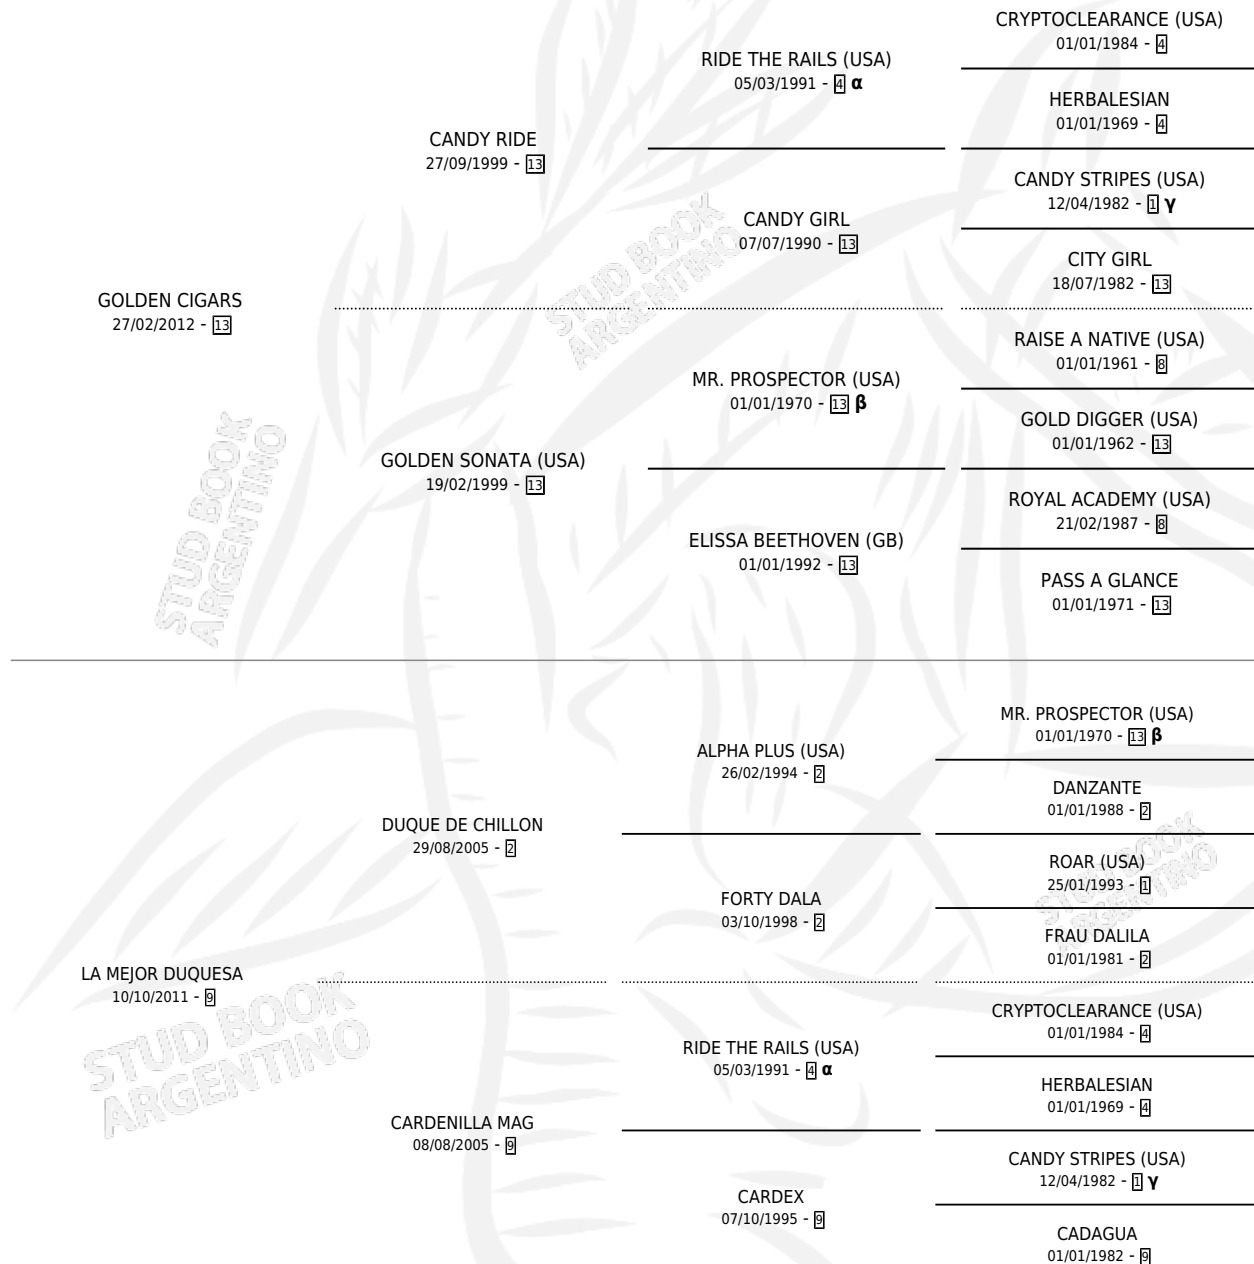 CRYPTOCLEARANCE (USA)
01/01/1984 - 4
RIDE THE RAILS (USA)
05/03/1991 - 4 α
HERBALESIAN
01/01/1969 - 4
CANDY RIDE
27/09/1999 - 13
CANDY STRIPES (USA)
12/04/1982 - 1 γ
CANDY GIRL
07/07/1990 - 13
CITY GIRL
18/07/1982 - 13
GOLDEN CIGARS
27/02/2012 - 13
RAISE A NATIVE (USA)
01/01/1961 - 8
MR. PROSPECTOR (USA)
01/01/1970 - 13 β
GOLD DIGGER (USA)
01/01/1962 - 13
GOLDEN SONATA (USA)
19/02/1999 - 13
ROYAL ACADEMY (USA)
21/02/1987 - 8
ELISSA BEETHOVEN (GB)
01/01/1992 - 13
PASS A GLANCE
01/01/1971 - 13
STUD BOOK
ARGENTINO
STUD BOOK
ARGENTINO
MR. PROSPECTOR (USA)
01/01/1970 - 13 β
ALPHA PLUS (USA)
26/02/1994 - 2
DANZANTE
01/01/1988 - 2
DUQUE DE CHILLON
29/08/2005 - 2
ROAR (USA)
25/01/1993 - 1
FORTY DALA
03/10/1998 - 2
FRAU DALILA
01/01/1981 - 2
LA MEJOR DUQUESA
10/10/2011 - 9
CRYPTOCLEARANCE (USA)
01/01/1984 - 4
RIDE THE RAILS (USA)
05/03/1991 - 4 α
HERBALESIAN
01/01/1969 - 4
CARDENILLA MAG
08/08/2005 - 9
CANDY STRIPES (USA)
12/04/1982 - 1 γ
CARDEX
07/10/1995 - 9
CADAGUA
01/01/1982 - 9
STUD BOOK
ARGENTINO
STUD BOOK
ARGENTINO